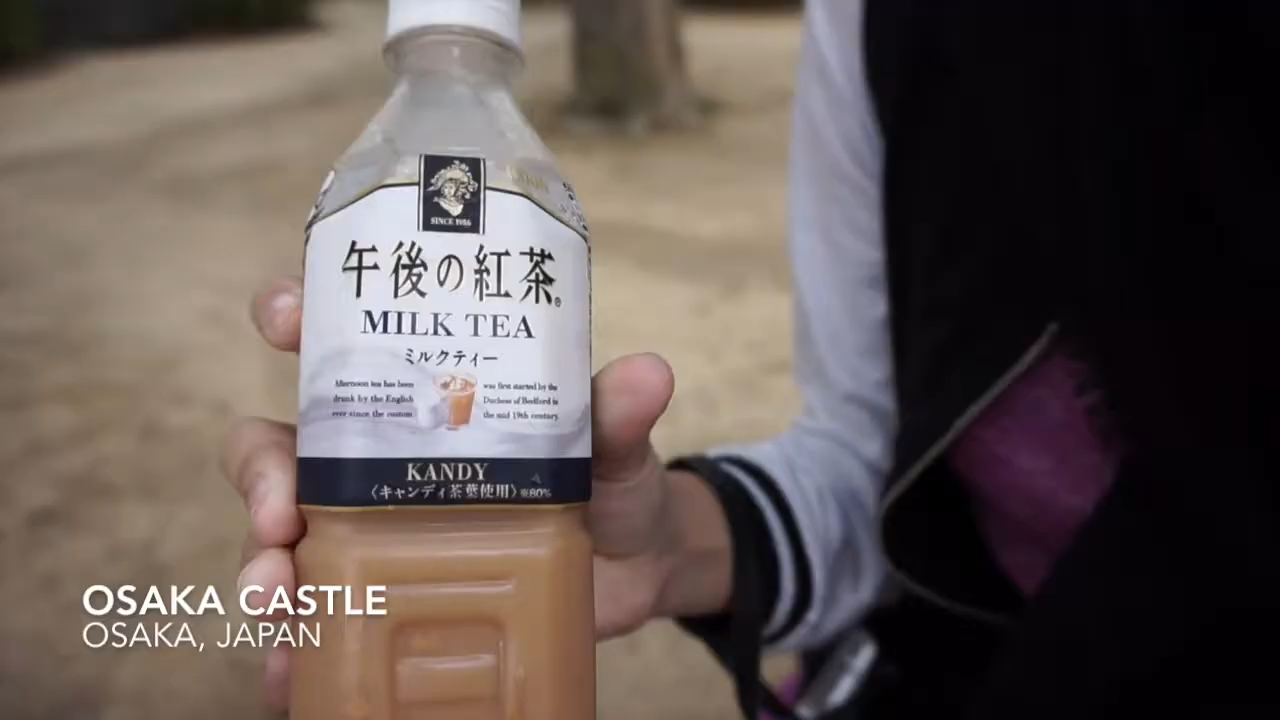 SINCE 1986
午後の紅茶®
MILK TEA
ミルクティー
Afternoon tea has been
drunk by the English
ever since the custom
was first started by the
Duchess of Bedford in
the mid 19th century.
KANDY
〈キャンディ茶葉使用〉※80%
OSAKA CASTLE
OSAKA, JAPAN